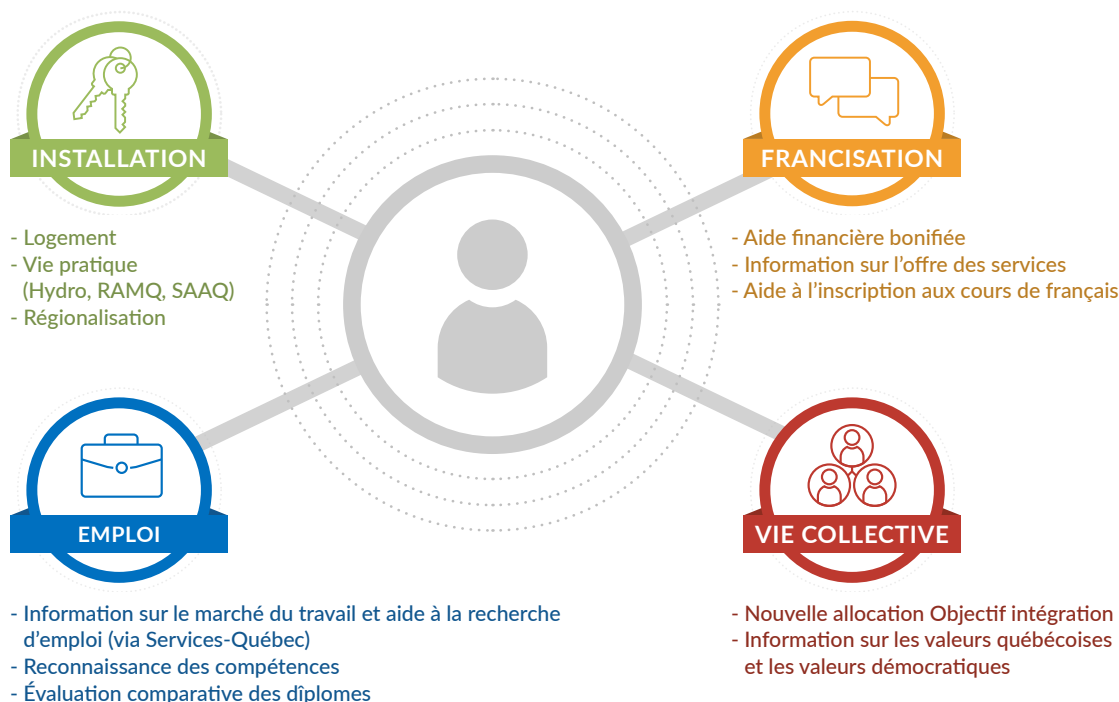 INSTALLATION
- Logement
- Vie pratique
(Hydro, RAMQ, SAAQ)
- Régionalisation
FRANCISATION
- Aide financière bonifiée
- Information sur l’offre des services
- Aide à l’inscription aux cours de français
EMPLOI
- Information sur le marché du travail et aide à la recherche
d’emploi (via Services-Québec)
- Reconnaissance des compétences
- Évaluation comparative des dîplomes
VIE COLLECTIVE
- Nouvelle allocation Objectif intégration
- Information sur les valeurs québécoises
et les valeurs démocratiques